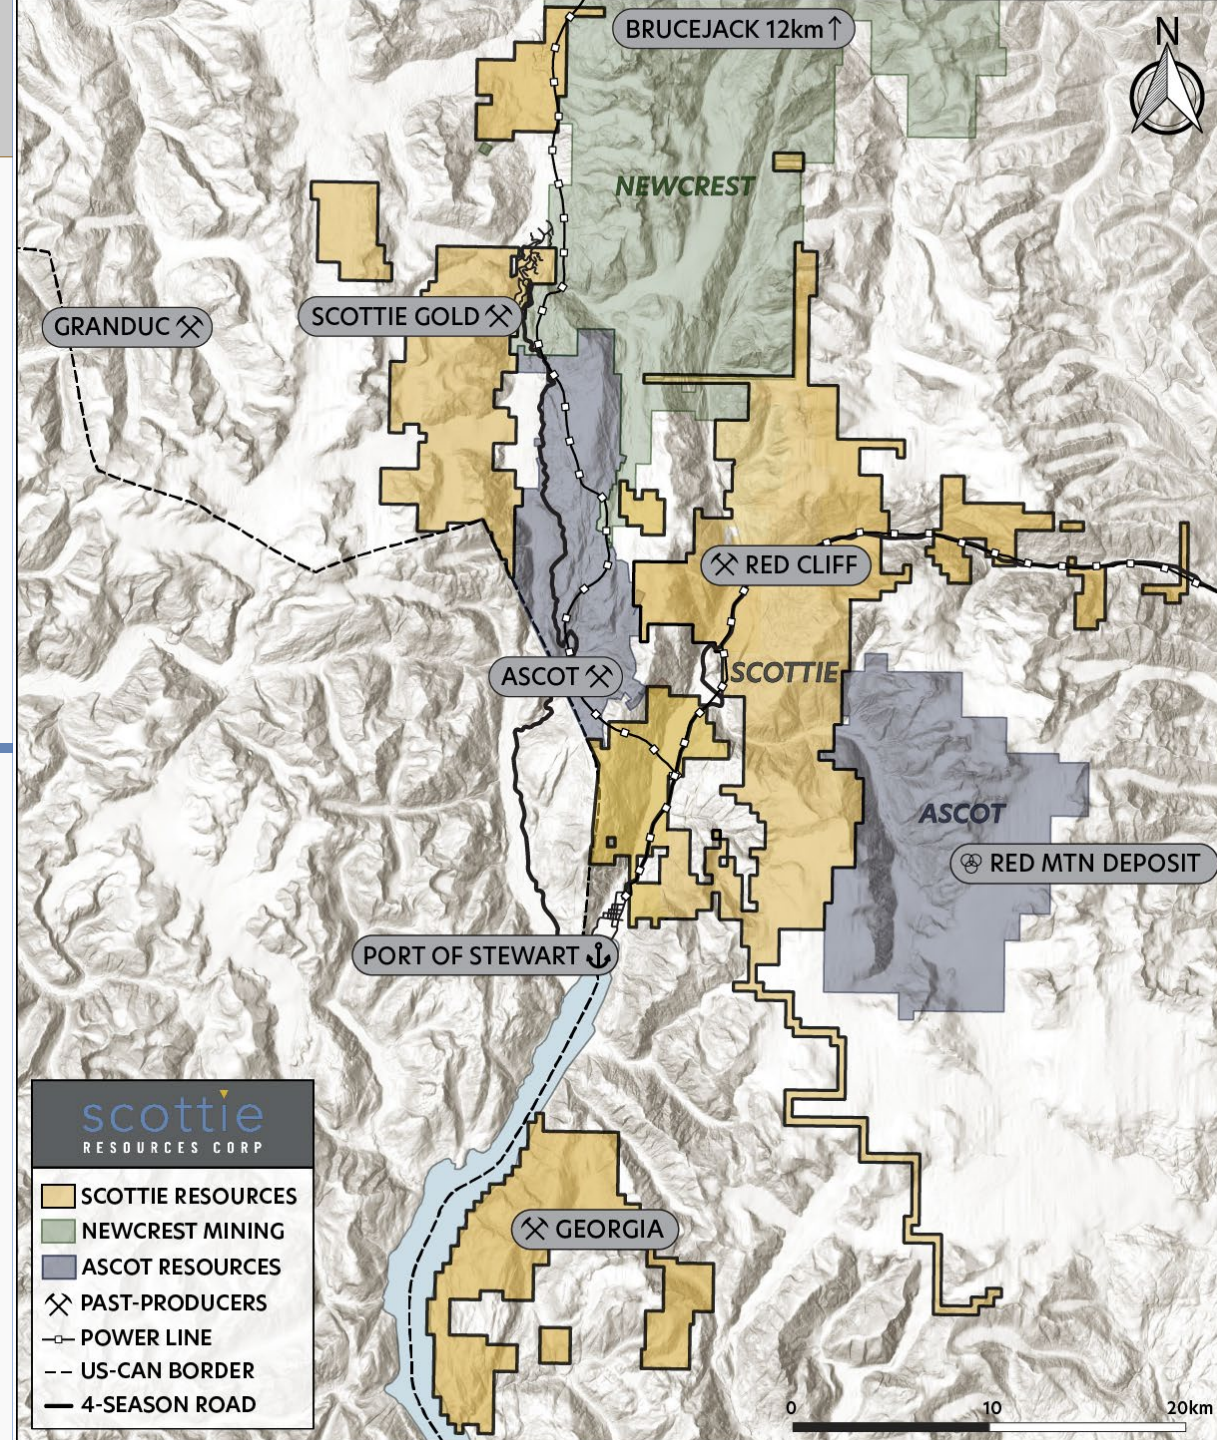 BRUCEJACK 12km↑
N
NEWCREST
GRANDUC
SCOTTIE GOLD
RED CLIFF
ASCOT
SCOTTIE
ASCOT
RED MTN DEPOSIT
PORT OF STEWART
GEORGIA
scottie
RESOURCES CORP
SCOTTIE RESOURCES
NEWCREST MINING
ASCOT RESOURCES
PAST-PRODUCERS
POWER LINE
US-CAN BORDER
4-SEASON ROAD
0 10 20km